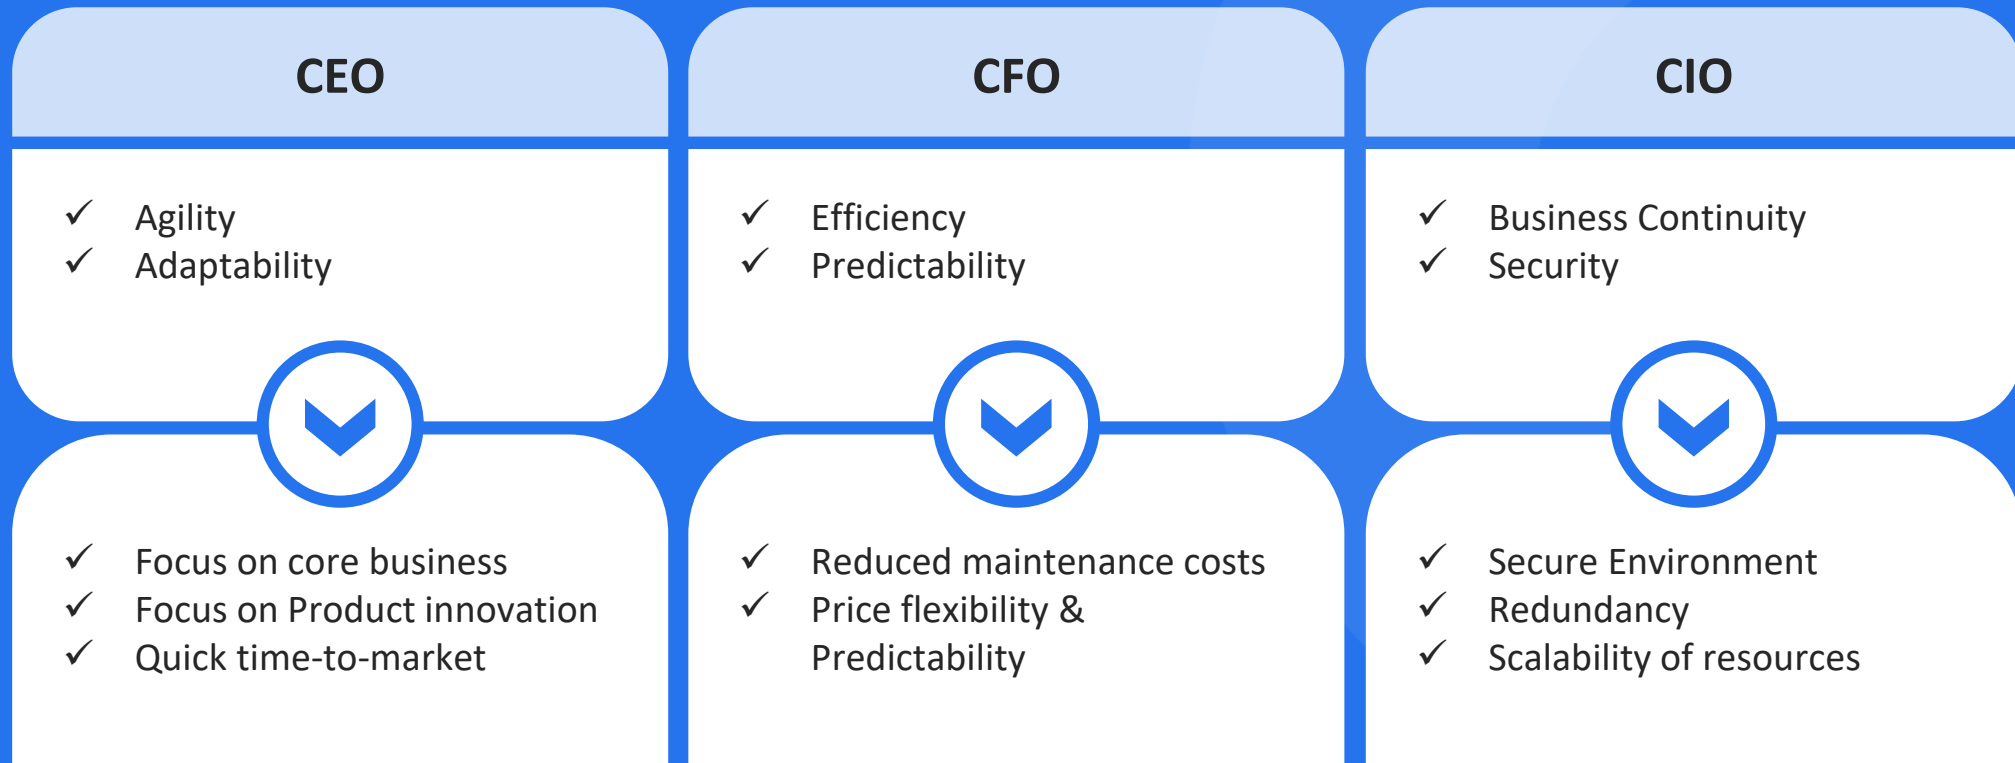 CEO
Agility
Adaptability
Focus on core business
Focus on Product innovation
Quick time-to-market
CFO
Efficiency
Predictability
Reduced maintenance costs
Price flexibility &
Predictability
CIO
Business Continuity
Security
Secure Environment
Redundancy
Scalability of resources